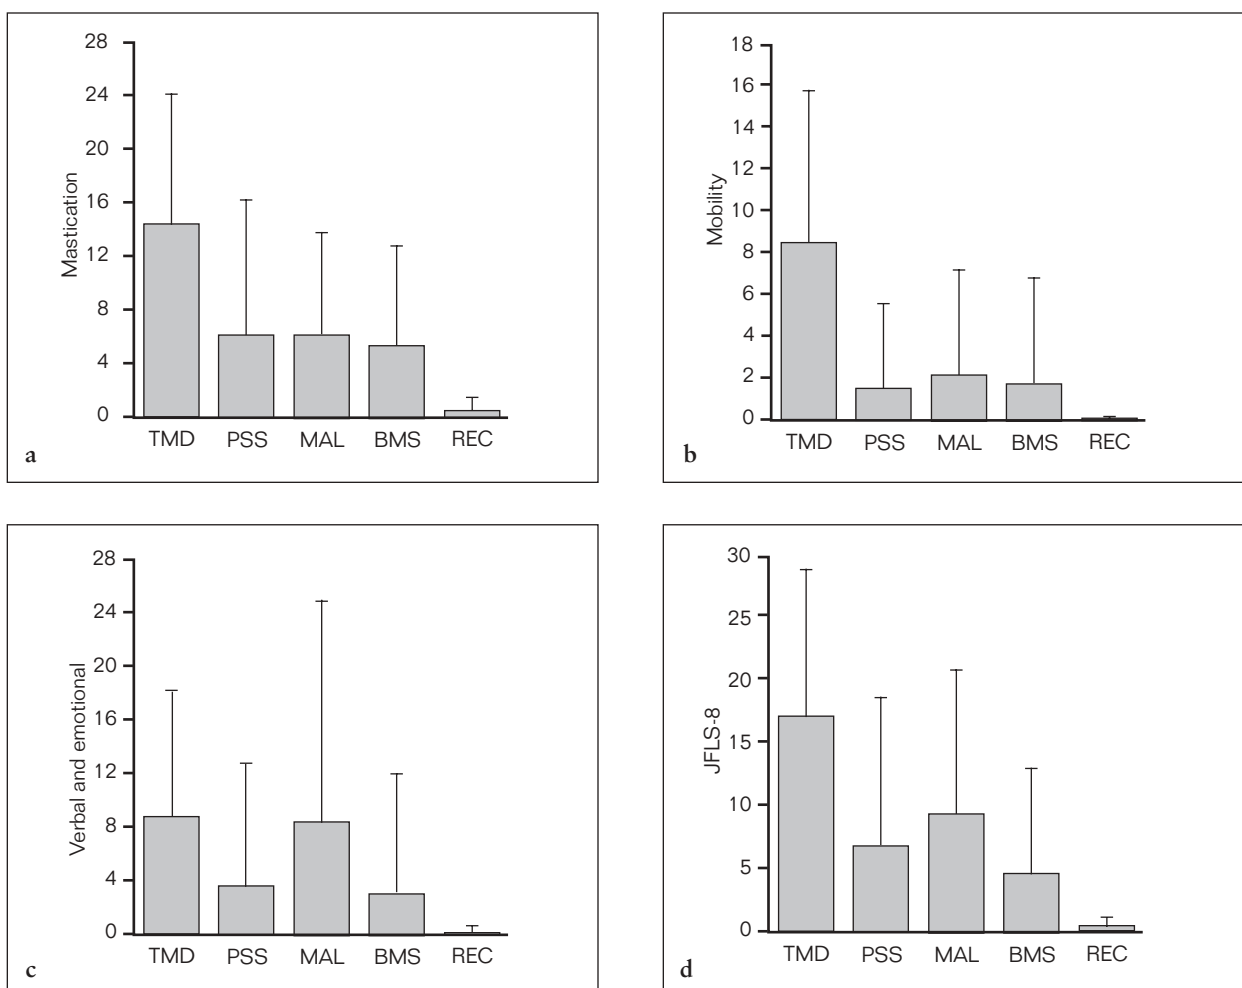 28
24
20
16
12
8
4
0
Mastication
TMD PSS MAL BMS REC
a
18
16
14
12
10
8
6
4
2
0
Mobility
TMD PSS MAL BMS REC
b
28
24
20
16
12
8
4
0
Verbal and emotional
TMD PSS MAL BMS REC
c
30
25
20
15
10
5
0
JFLS-8
TMD PSS MAL BMS REC
d